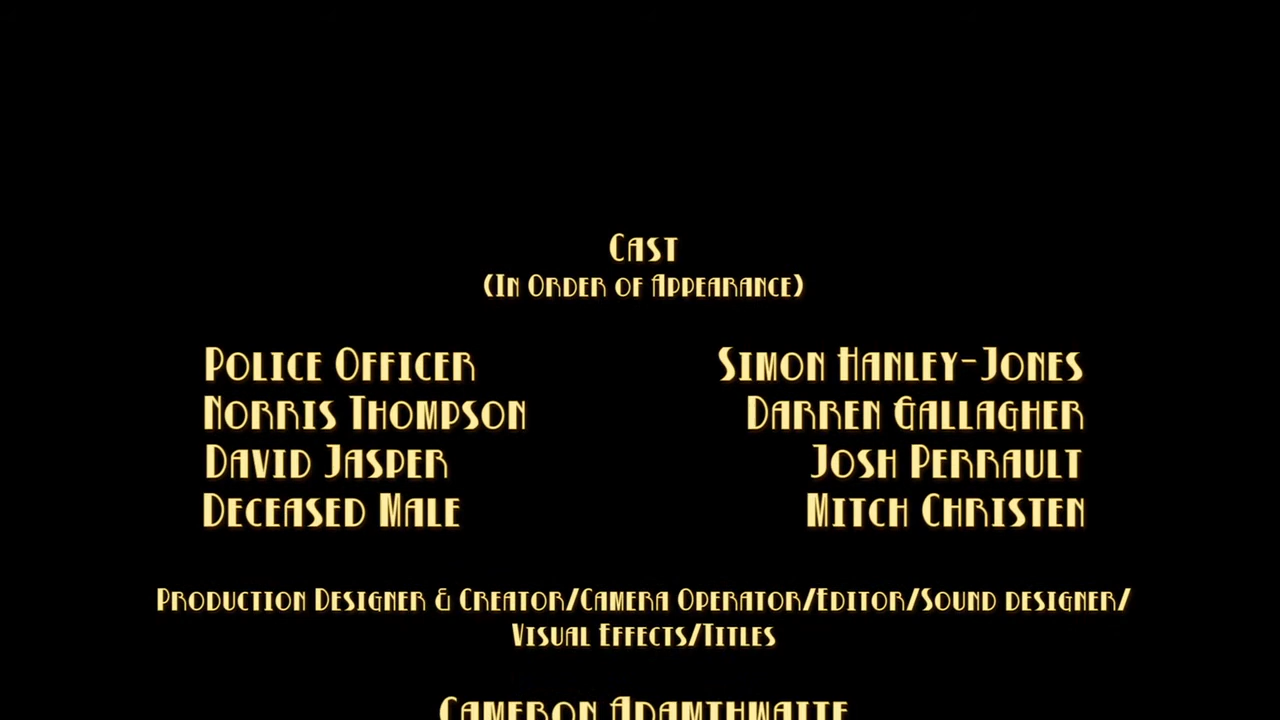 Cast
(In Order of Appearance)
Police Officer Simon Hanley-Jones
Norris Thompson Darren Gallagher
David Jasper Josh Perrault
Deceased Male Mitch Christen
Production Designer & Creator/Camera Operator/Editor/Sound designer/
Visual Effects/Titles
Cameron Adamthwaite